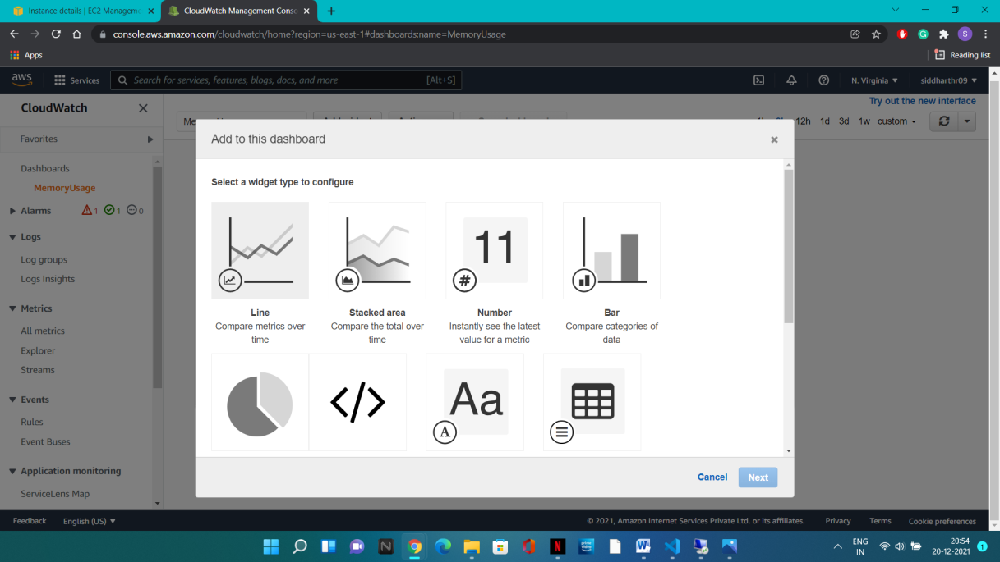 Instance details | EC2 Manageme
CloudWatch Management Conso
console.aws.amazon.com/cloudwatch/home?region=us-east-1#dashboards:name=MemoryUsage
S
Apps
Reading list
aws
Services
Search for services, features, blogs, docs, and more
[Alt+S]
N. Virginia
siddharthr09
CloudWatch
Try out the new interface
12h 1d 3d 1w custom
Favorites
Dashboards
MemoryUsage
Alarms
1 1 0
Logs
Log groups
Logs Insights
Metrics
All metrics
Explorer
Streams
Events
Rules
Event Buses
Application monitoring
ServiceLens Map
Add to this dashboard
Select a widget type to configure
11
#
Line
Compare metrics over
time
Stacked area
Compare the total over
time
Number
Instantly see the latest
value for a metric
Bar
Compare categories of
data
</>
Aa
A
Cancel
Next
Feedback
English (US)
© 2021, Amazon Internet Services Private Ltd. or its affiliates.
Privacy
Terms
Cookie preferences
N
N
prime video
W
ENG
IN
20:54
20-12-2021
1